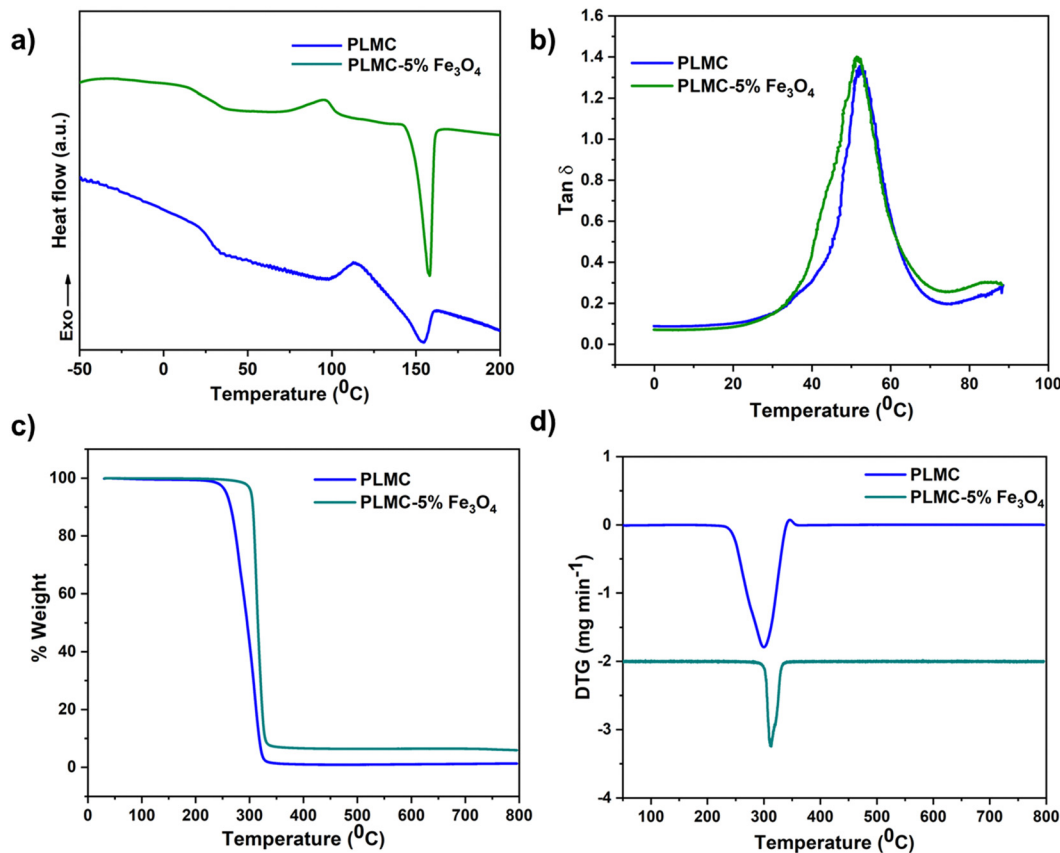 a)
PLMC
PLMC-5% Fe₃O₄
Heat flow (a.u.)
Exo
-50 0 50 100 150 200
Temperature (⁰C)
b)
PLMC
PLMC-5% Fe₃O₄
Tan δ
1.6
1.4
1.2
1.0
0.8
0.6
0.4
0.2
0.0
0 20 40 60 80 100
Temperature (⁰C)
c)
PLMC
PLMC-5% Fe₃O₄
% Weight
100
80
60
40
20
0
0 100 200 300 400 500 600 700 800
Temperature (⁰C)
d)
PLMC
PLMC-5% Fe₃O₄
DTG (mg min⁻¹)
1
0
-1
-2
-3
-4
100 200 300 400 500 600 700 800
Temperature (⁰C)